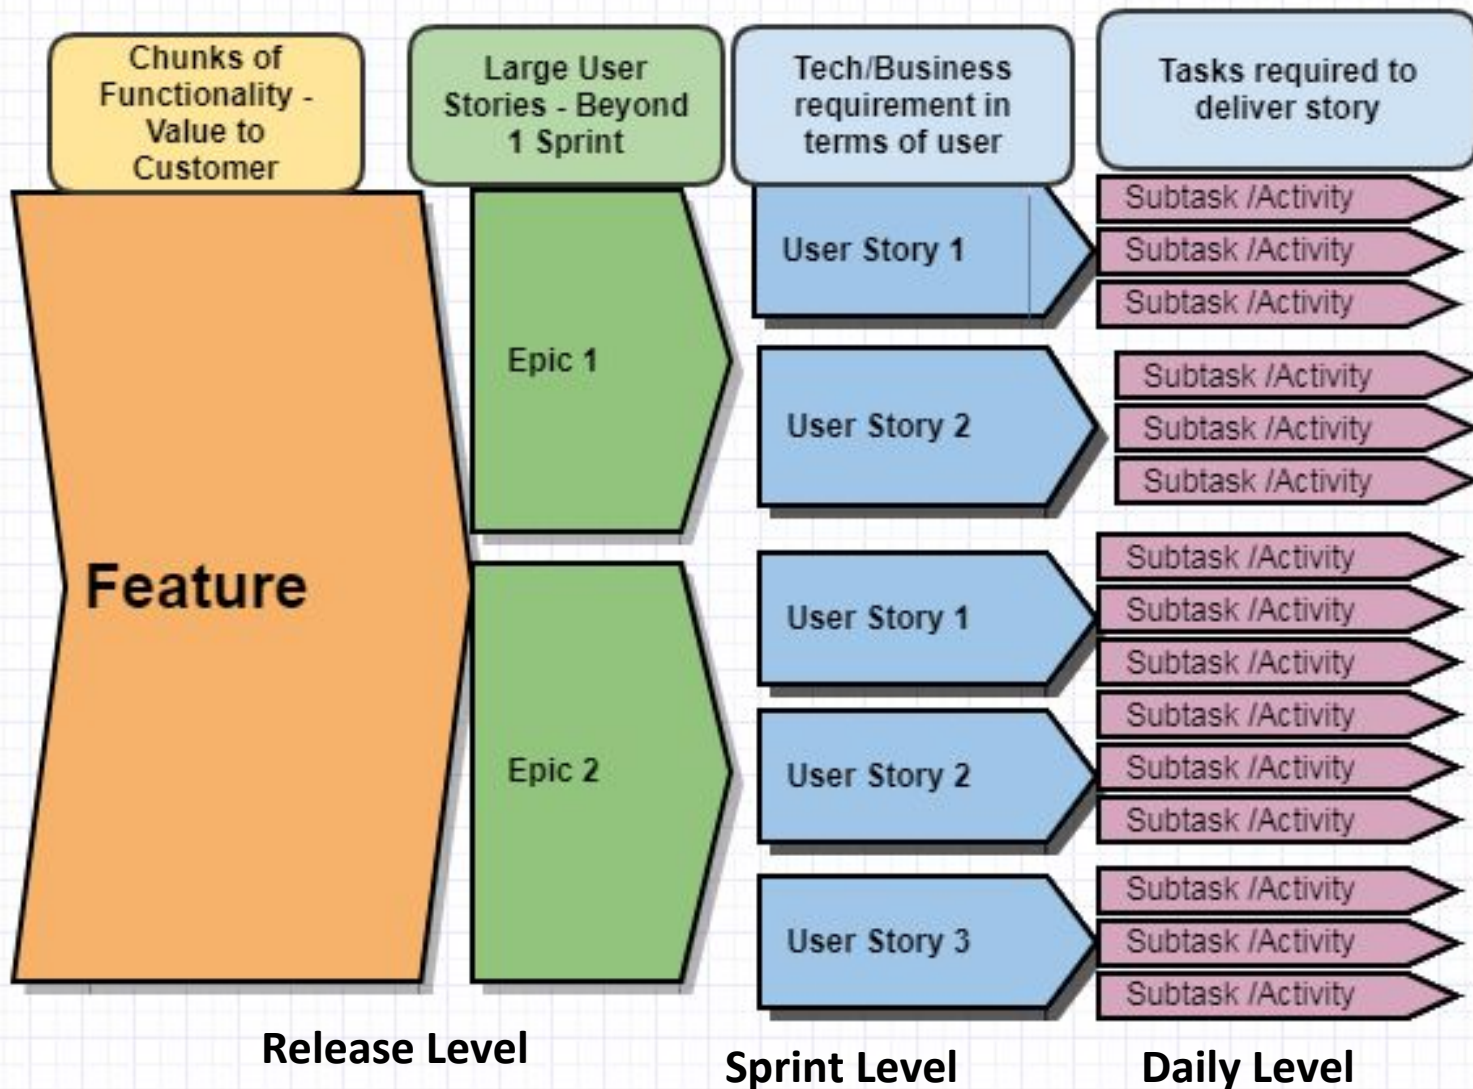 Chunks of
Functionality -
Value to
Customer
Large User
Stories - Beyond
1 Sprint
Tech/Business
requirement in
terms of user
Tasks required to
deliver story
Feature
Epic 1
User Story 1
Subtask /Activity
Subtask /Activity
Subtask /Activity
User Story 2
Subtask /Activity
Subtask /Activity
Subtask /Activity
Epic 2
User Story 1
Subtask /Activity
Subtask /Activity
Subtask /Activity
User Story 2
Subtask /Activity
Subtask /Activity
Subtask /Activity
User Story 3
Subtask /Activity
Subtask /Activity
Subtask /Activity
Release Level
Sprint Level
Daily Level